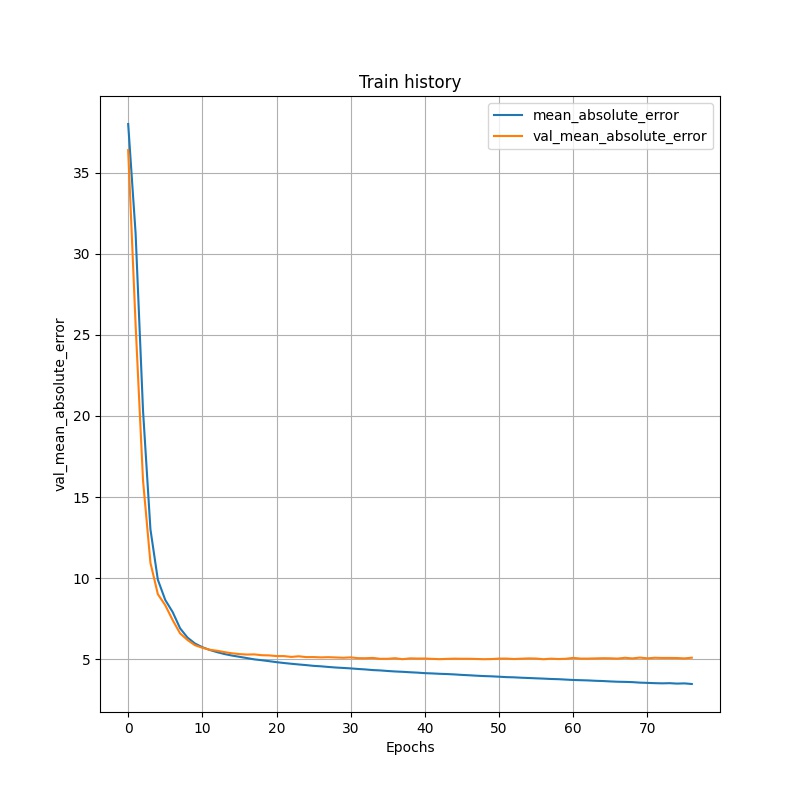 Train history
mean_absolute_error
val_mean_absolute_error
val_mean_absolute_error
35
30
25
20
15
10
5
0 10 20 30 40 50 60 70
Epochs